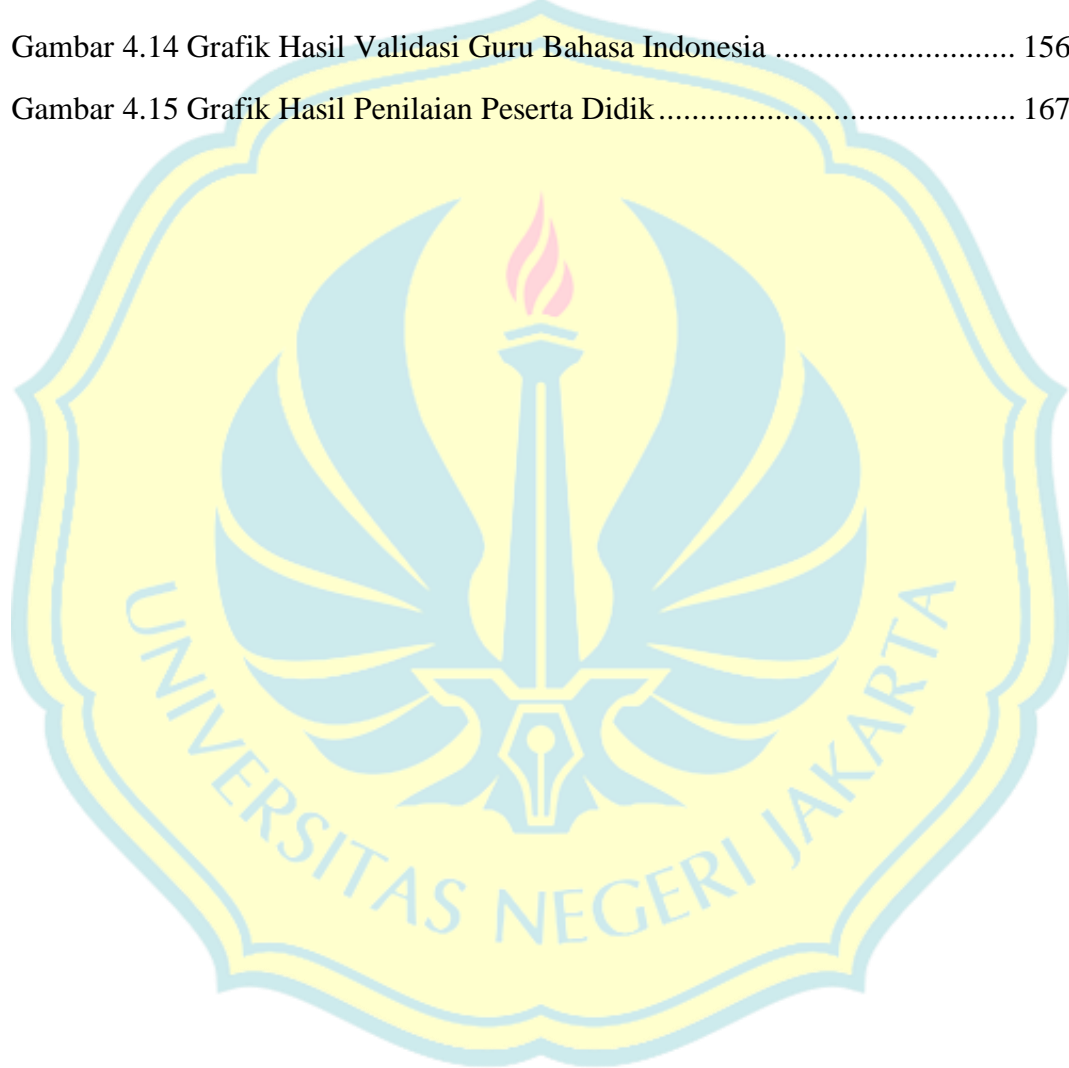 Gambar 4.14 Grafik Hasil Validasi Guru Bahasa Indonesia ............................. 156
Gambar 4.15 Grafik Hasil Penilaian Peserta Didik............................................ 167
UNIVERSITAS NEGERI JAKARTA